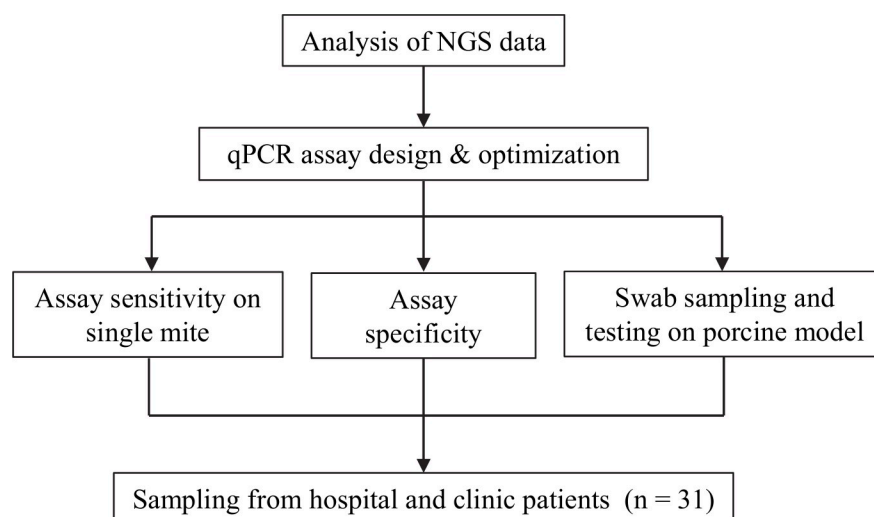 Analysis of NGS data
qPCR assay design & optimization
Assay sensitivity on
single mite
Assay
specificity
Swab sampling and
testing on porcine model
Sampling from hospital and clinic patients (n = 31)